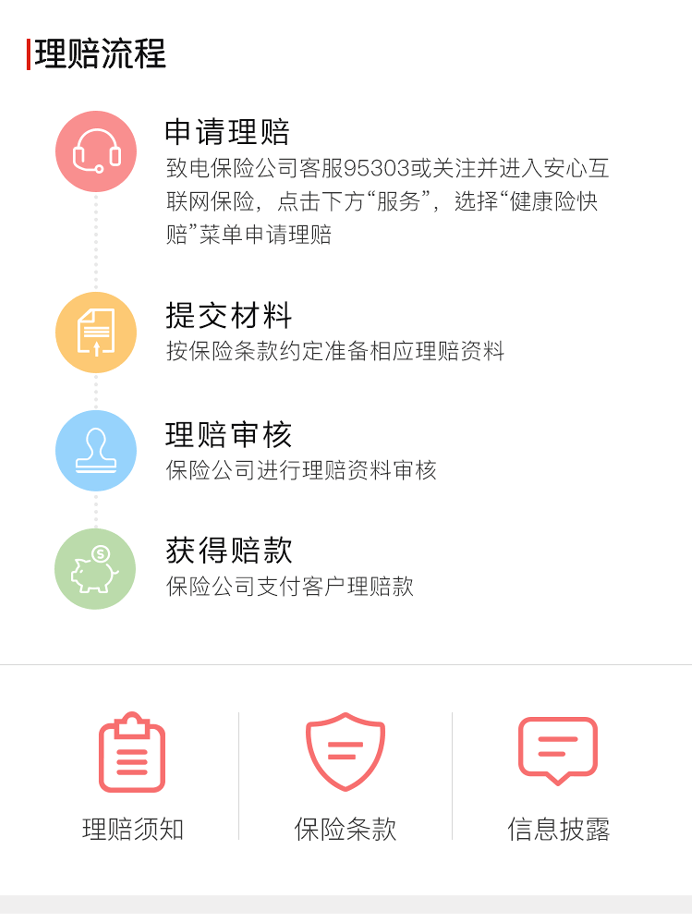 理赔流程
申请理赔
致电保险公司客服95303或关注并进入安心互
联网保险，点击下方“服务”，选择“健康险快
赔”菜单申请理赔
提交材料
按保险条款约定准备相应理赔资料
理赔审核
保险公司进行理赔资料审核
获得赔款
保险公司支付客户理赔款
理赔须知
保险条款
信息披露